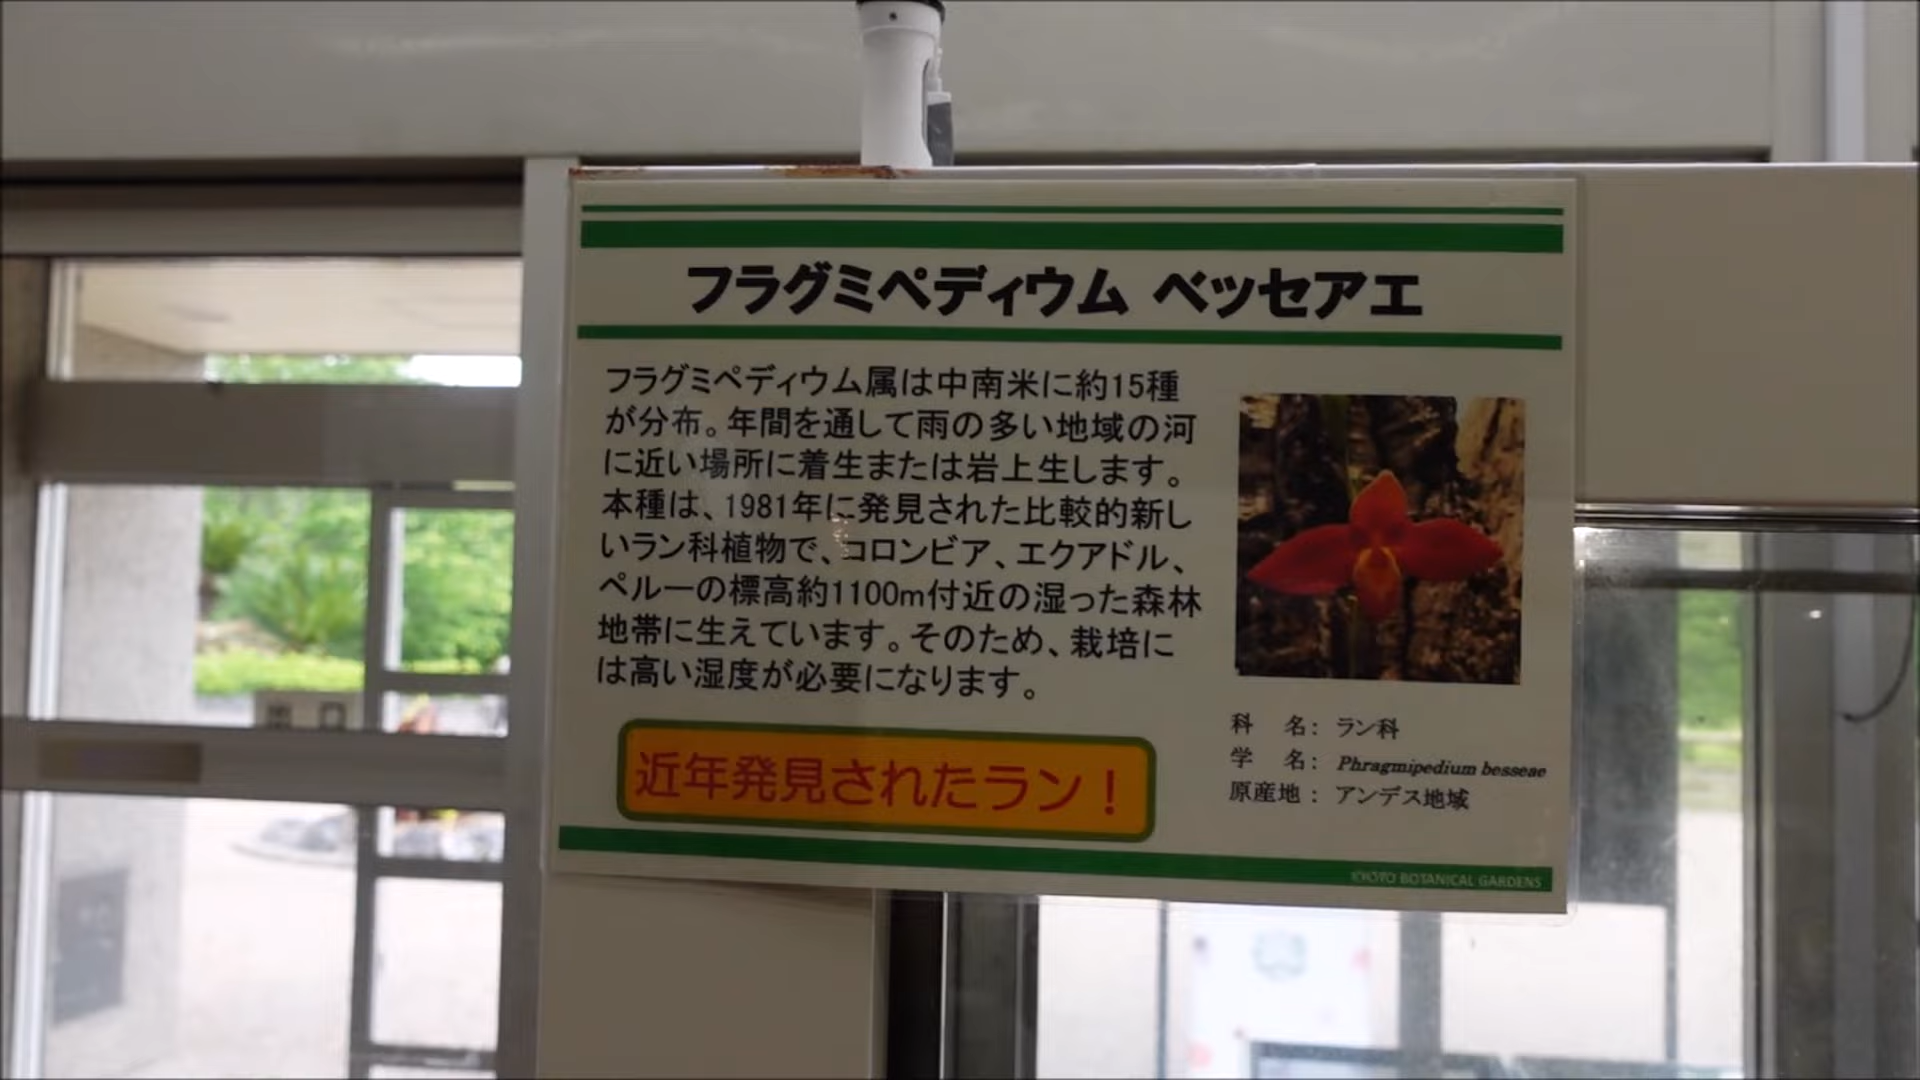 フラグミペディウム ベッセアエ
フラグミペディウム属は中南米に約15種
が分布。年間を通して雨の多い地域の河
に近い場所に着生または岩上生します。
本種は、1981年に発見された比較的新し
いラン科植物で、コロンビア、エクアドル、
ペルーの標高約1100m付近の湿った森林
地帯に生えています。そのため、栽培に
は高い湿度が必要になります。
近年発見されたラン！
科　名： ラン科
学　名： Phragmipedium besseae
原産地： アンデス地域
KYOTO BOTANICAL GARDENS